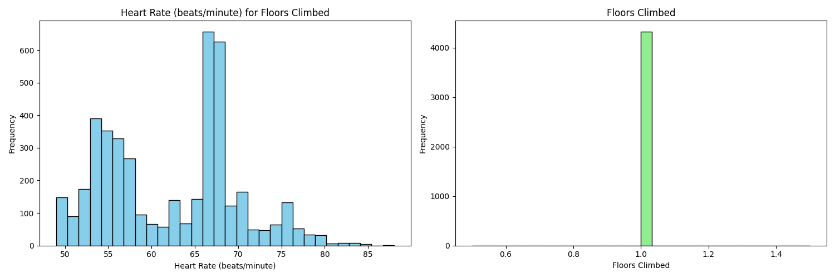 Heart Rate (beats/minute) for Floors Climbed
Frequency
600
500
400
300
200
100
0
50 55 60 65 70 75 80 85
Heart Rate (beats/minute)
Floors Climbed
Frequency
4000
3000
2000
1000
0
0.6 0.8 1.0 1.2 1.4
Floors Climbed